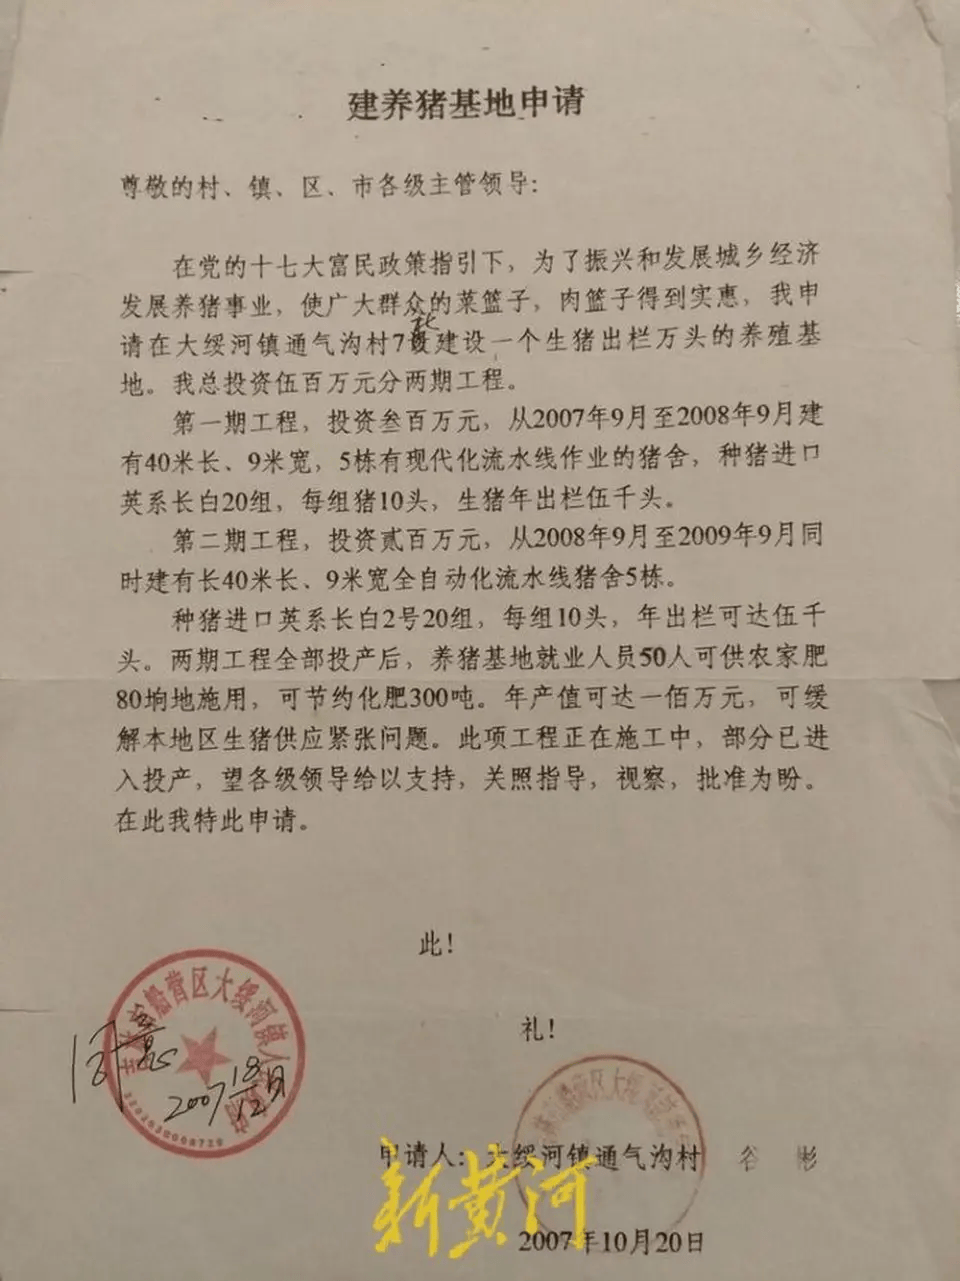 建养猪基地申请
尊敬的村、镇、区、市各级主管领导:
在党的十七大富民政策指引下，为了振兴和发展城乡经济
发展养猪事业，使广大群众的菜篮子，肉篮子得到实惠，我申
请在大绥河镇通气沟村7社建设一个生猪出栏万头的养殖基
地。我总投资伍百万元分两期工程。
第一期工程，投资叁百万元，从2007年9月至2008年9月建
有40米长、9米宽，5栋有现代化流水线作业的猪舍，种猪进口
英系长白20组，每组猪10头，生猪年出栏伍千头。
第二期工程，投资贰百万元，从2008年9月至2009年9月同
时建有长40米长、9米宽全自动化流水线猪舍5栋。
种猪进口英系长白2号20组，每组10头，年出栏可达伍千
头。两期工程全部投产后，养猪基地就业人员50人可供农家肥
80垧地施用，可节约化肥300吨。年产值可达一佰万元，可缓
解本地区生猪供应紧张问题。此项工程正在施工中，部分已进
入投产，望各级领导给以支持，关照指导，视察，批准为盼。
在此我特此申请。
此!
礼!
船营区大绥河镇人民政府
同意
2007 18/12日
申请人: 大绥河镇通气沟村 谷 彬
新黄河
2007年10月20日